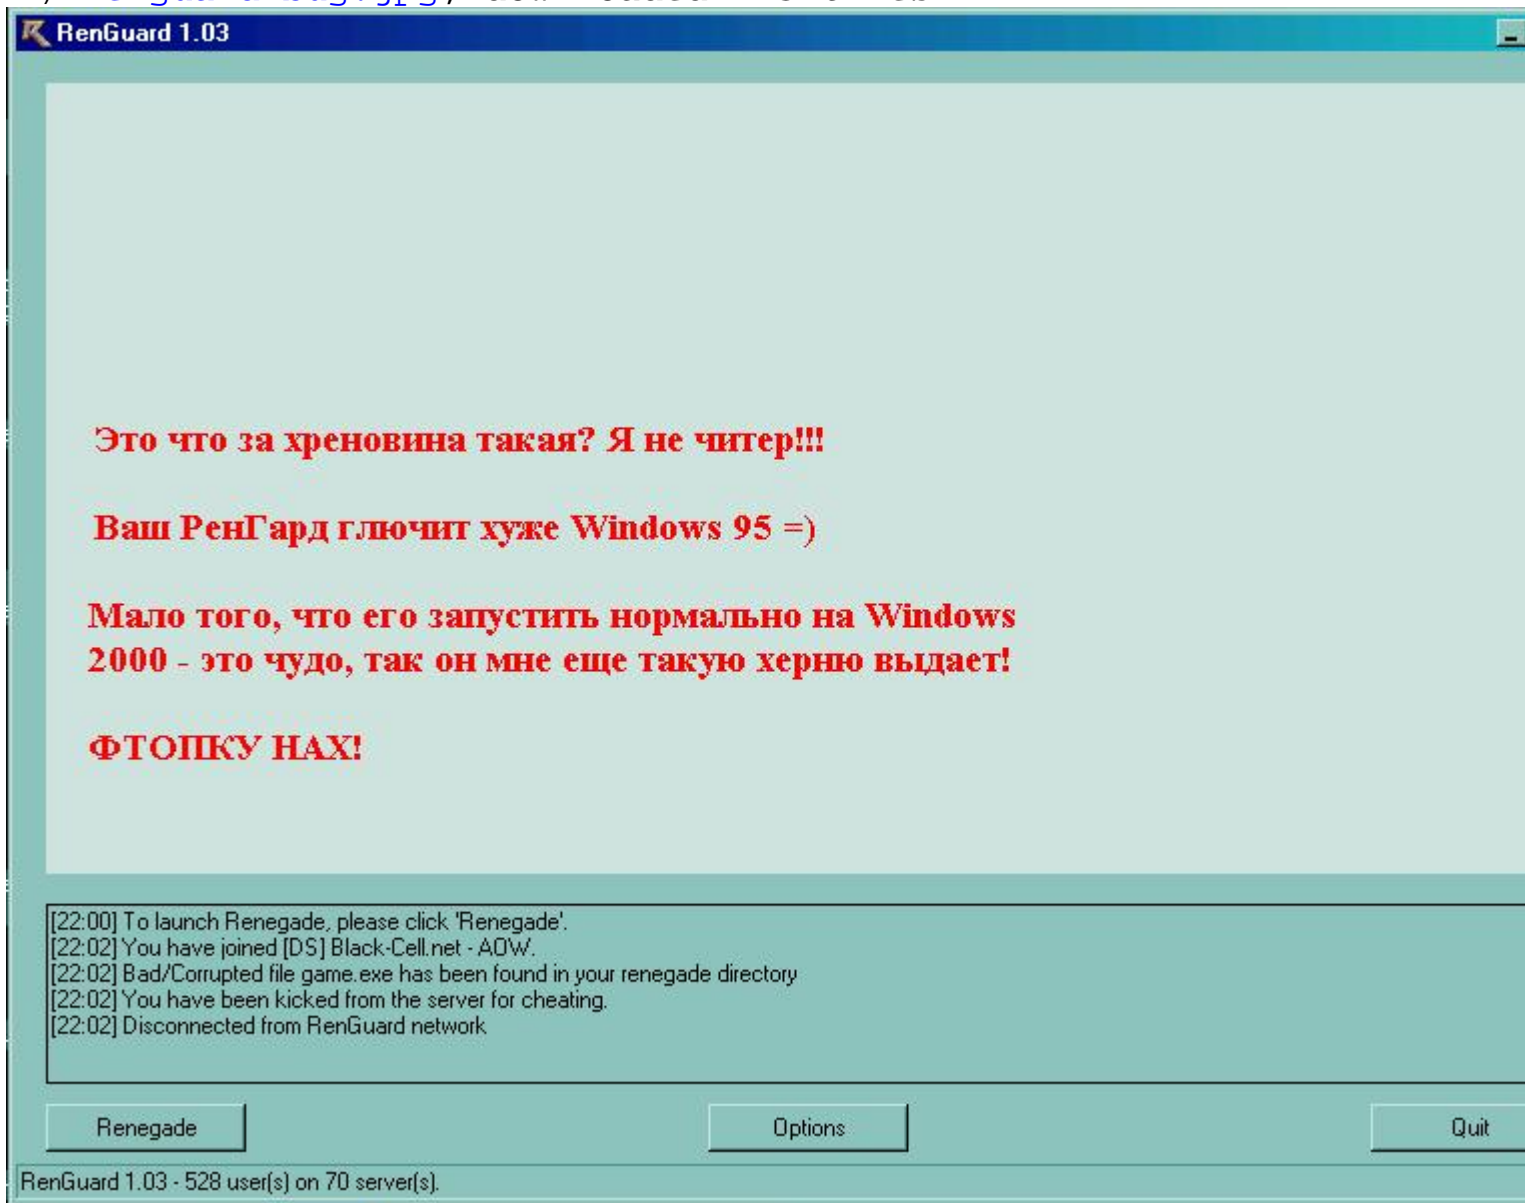 RenGuard 1.03
Это что за хреновина такая? Я не читер!!!
Ваш РенГард глючит хуже Windows 95 =)
Мало того, что его запустить нормально на Windows
2000 - это чудо, так он мне еще такую херню выдает!
ФТОПКУ НАХ!
[22:00] To launch Renegade, please click 'Renegade'.
[22:02] You have joined [DS] Black-Cell.net - AOW'.
[22:02] Bad/Corrupted file game.exe has been found in your renegade directory
[22:02] You have been kicked from the server for cheating.
[22:02] Disconnected from RenGuard network
Renegade
Options
Quit
RenGuard 1.03 - 528 user(s) on 70 server(s).